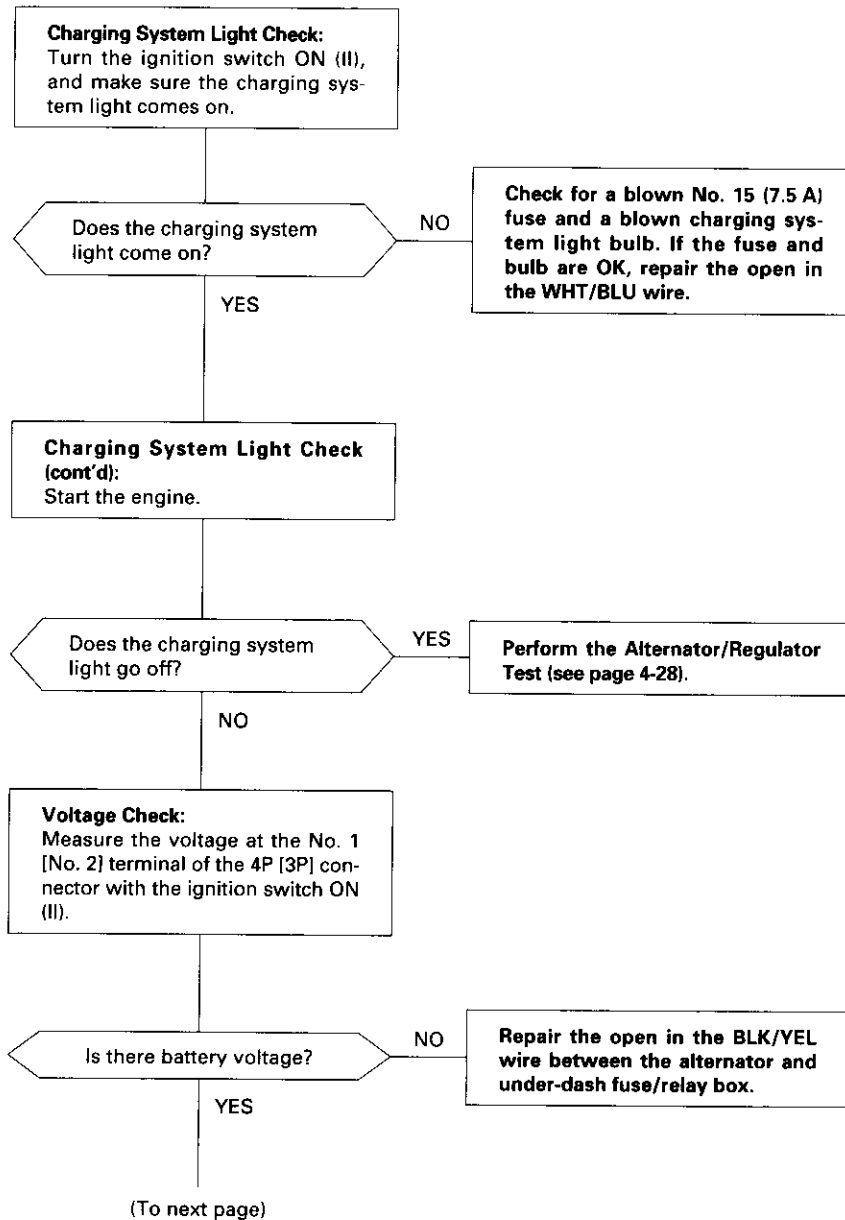 Charging System Light Check:
Turn the ignition switch ON (II),
and make sure the charging sys-
tem light comes on.
Does the charging system
light come on?
NO
Check for a blown No. 15 (7.5 A)
fuse and a blown charging sys-
tem light bulb. If the fuse and
bulb are OK, repair the open in
the WHT/BLU wire.
YES
Charging System Light Check
(cont'd):
Start the engine.
Does the charging system
light go off?
YES
Perform the Alternator/Regulator
Test (see page 4-28).
NO
Voltage Check:
Measure the voltage at the No. 1
[No. 2] terminal of the 4P [3P] con-
nector with the ignition switch ON
(II).
Is there battery voltage?
NO
Repair the open in the BLK/YEL
wire between the alternator and
under-dash fuse/relay box.
YES
(To next page)